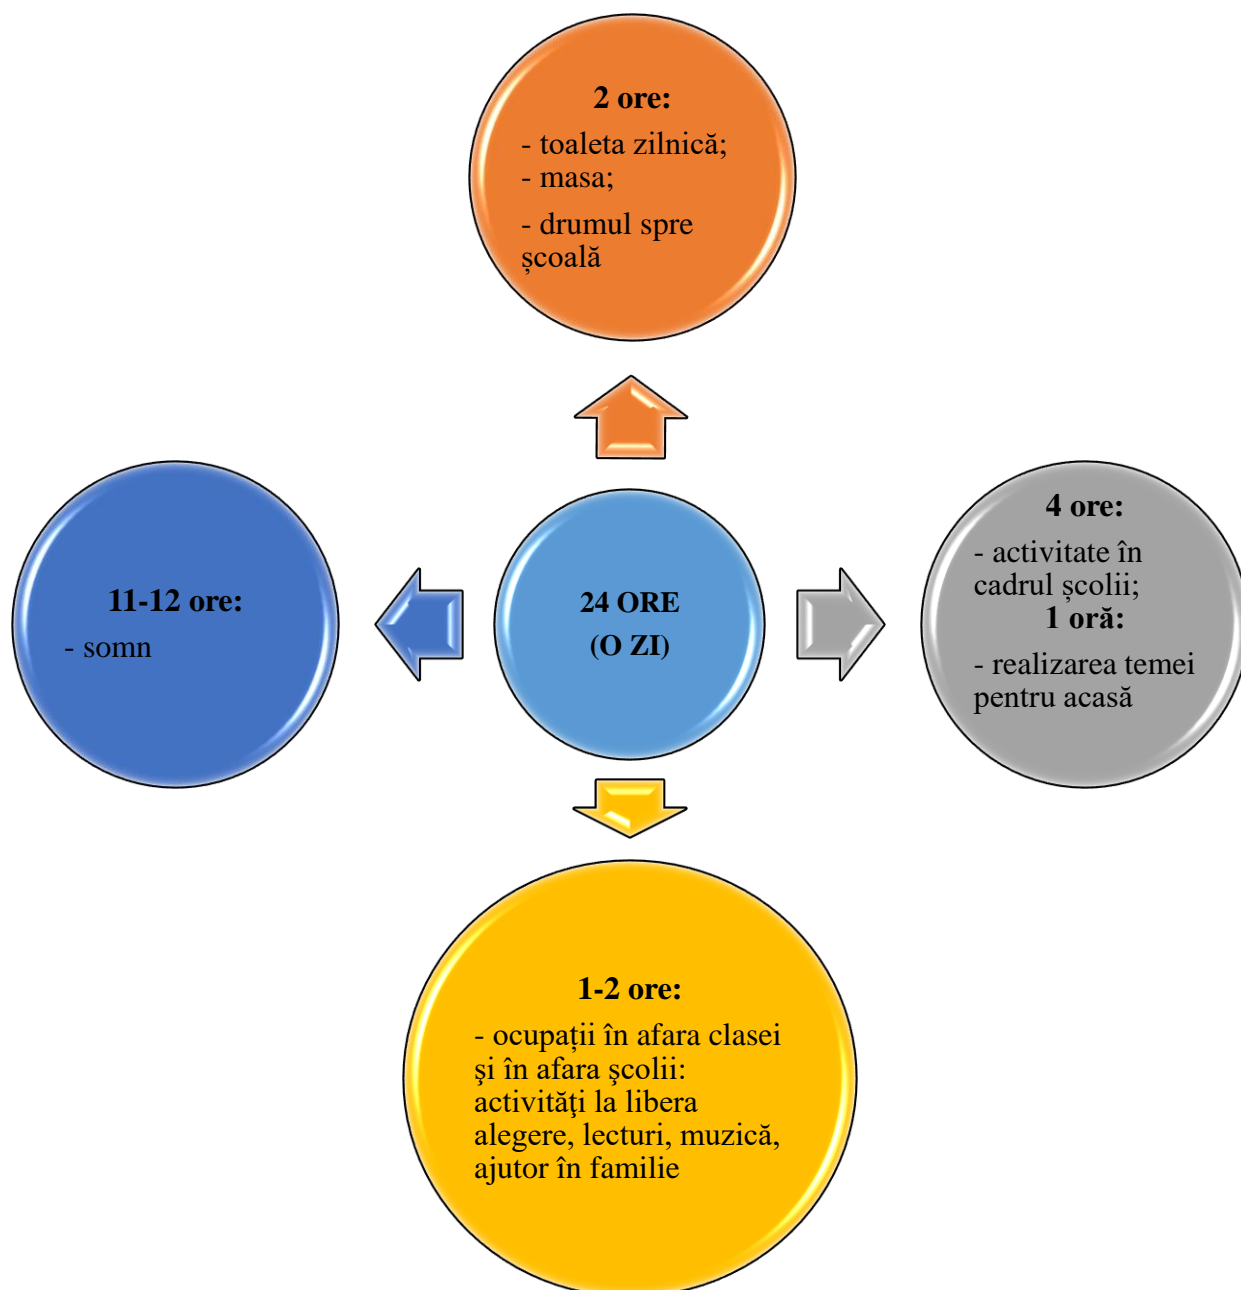 2 ore:
- toaleta zilnică;
- masa;
- drumul spre
școală
11-12 ore:
- somn
24 ORE
(O ZI)
4 ore:
- activitate în
cadrul școlii;
1 oră:
- realizarea temei
pentru acasă
1-2 ore:
- ocupații în afara clasei
şi în afara şcolii:
activităţi la libera
alegere, lecturi, muzică,
ajutor în familie